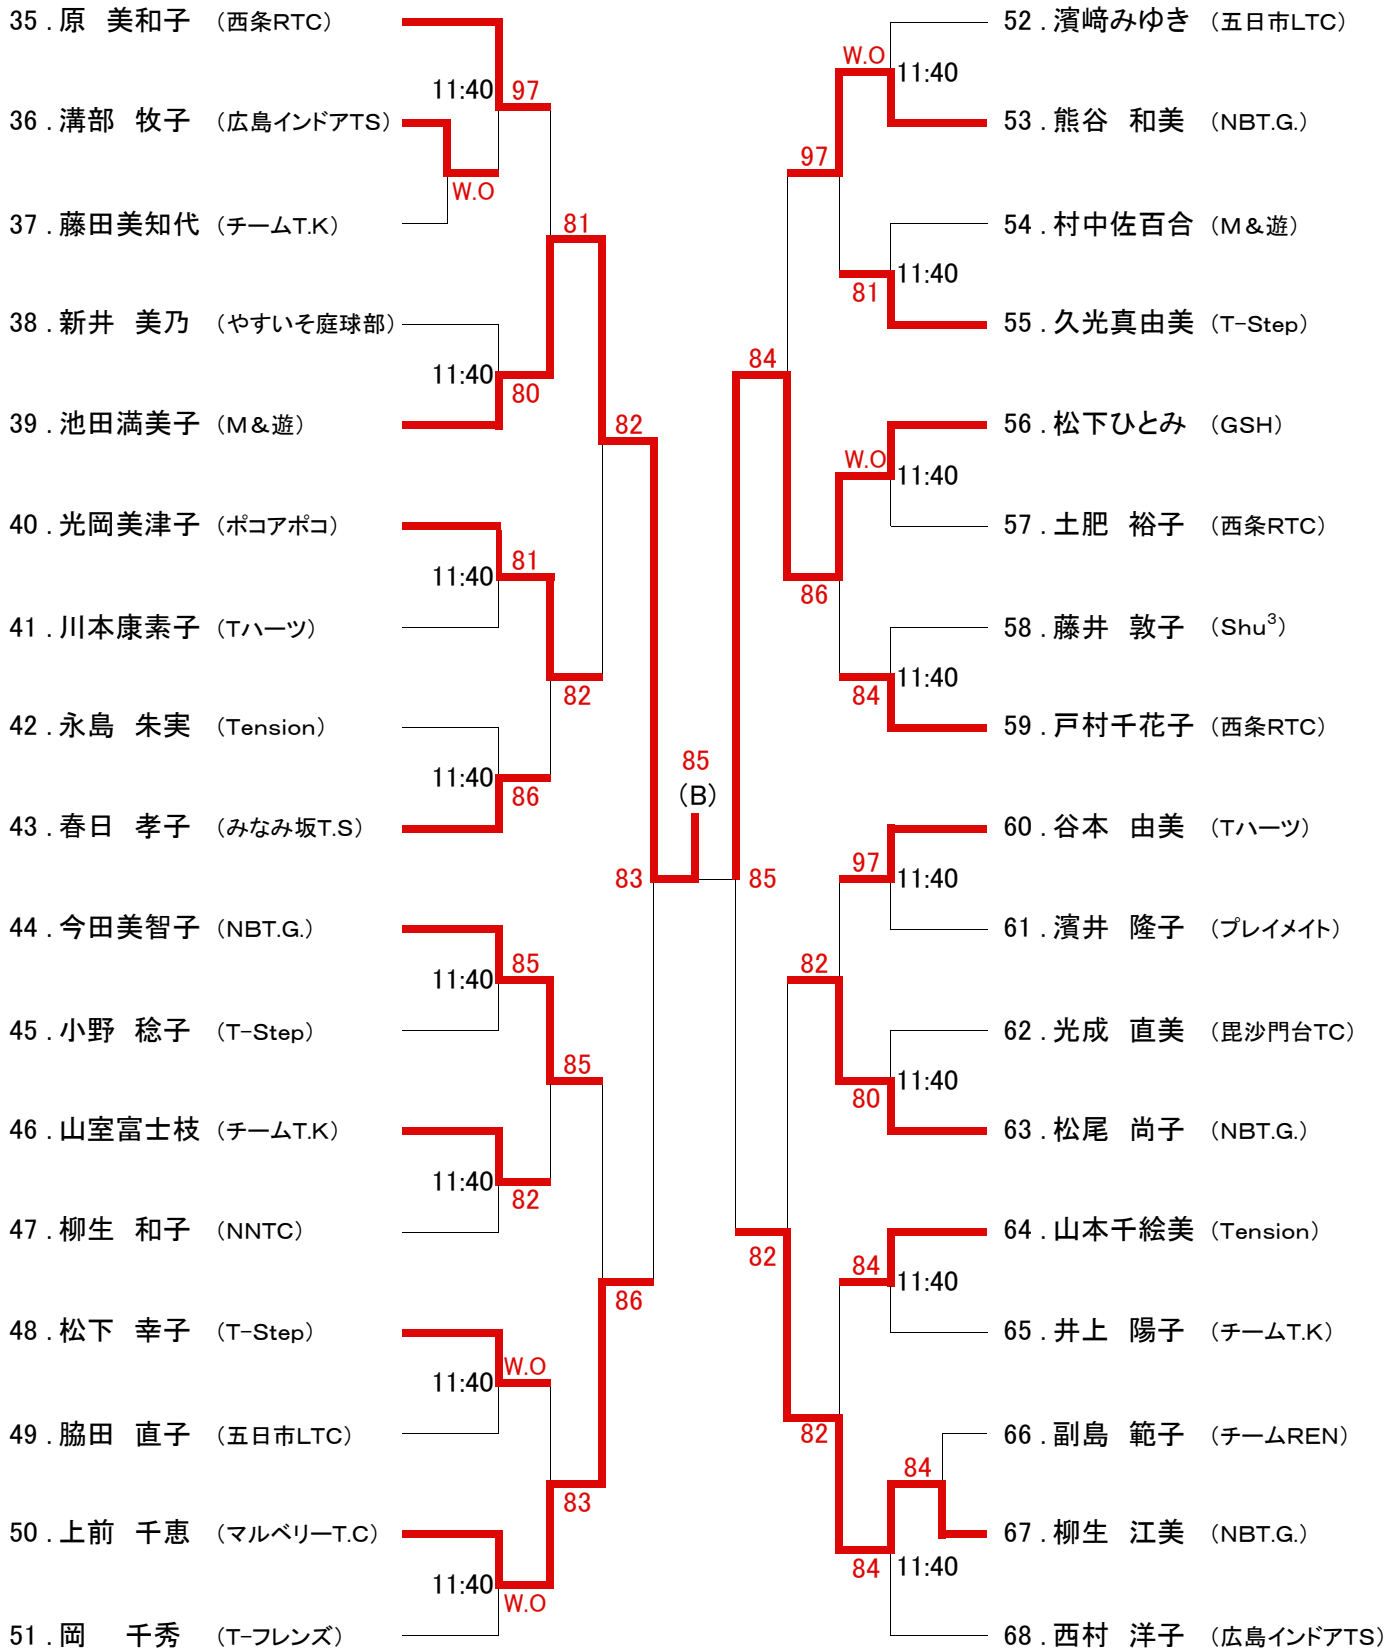 35．原　美和子　（西条RTC）
11:40
97
36．溝部　牧子　（広島インドアTS）
W.O
37．藤田美知代　（チームT.K）
81
38．新井　美乃　（やすいそ庭球部）
11:40
80
39．池田満美子　（M＆遊）
82
40．光岡美津子　（ポコアポコ）
81
11:40
41．川本康素子　（Tハーツ）
82
42．永島　朱実　（Tension）
11:40
86
43．春日　孝子　（みなみ坂T.S）
83
44．今田美智子　（NBT.G.）
85
11:40
45．小野　稔子　（T-Step）
85
46．山室富士枝　（チームT.K）
11:40
82
47．柳生　和子　（NNTC）
86
48．松下　幸子　（T-Step）
W.O
11:40
49．脇田　直子　（五日市LTC）
83
50．上前　千恵　（マルベリーT.C）
11:40
W.O
51．岡　　千秀　（T-フレンズ）
85
（B）
52．濱﨑みゆき　（五日市LTC）
W.O
11:40
53．熊谷　和美　（NBT.G.）
97
54．村中佐百合　（M＆遊）
11:40
81
55．久光真由美　（T-Step）
84
56．松下ひとみ　（GSH）
W.O
11:40
57．土肥　裕子　（西条RTC）
86
58．藤井　敦子　（Shu³）
11:40
84
59．戸村千花子　（西条RTC）
85
60．谷本　由美　（Tハーツ）
97
11:40
61．濱井　隆子　（プレイメイト）
82
62．光成　直美　（毘沙門台TC）
11:40
80
63．松尾　尚子　（NBT.G.）
82
64．山本千絵美　（Tension）
84
11:40
65．井上　陽子　（チームT.K）
82
66．副島　範子　（チームREN）
84
67．柳生　江美　（NBT.G.）
84
11:40
68．西村　洋子　（広島インドアTS）